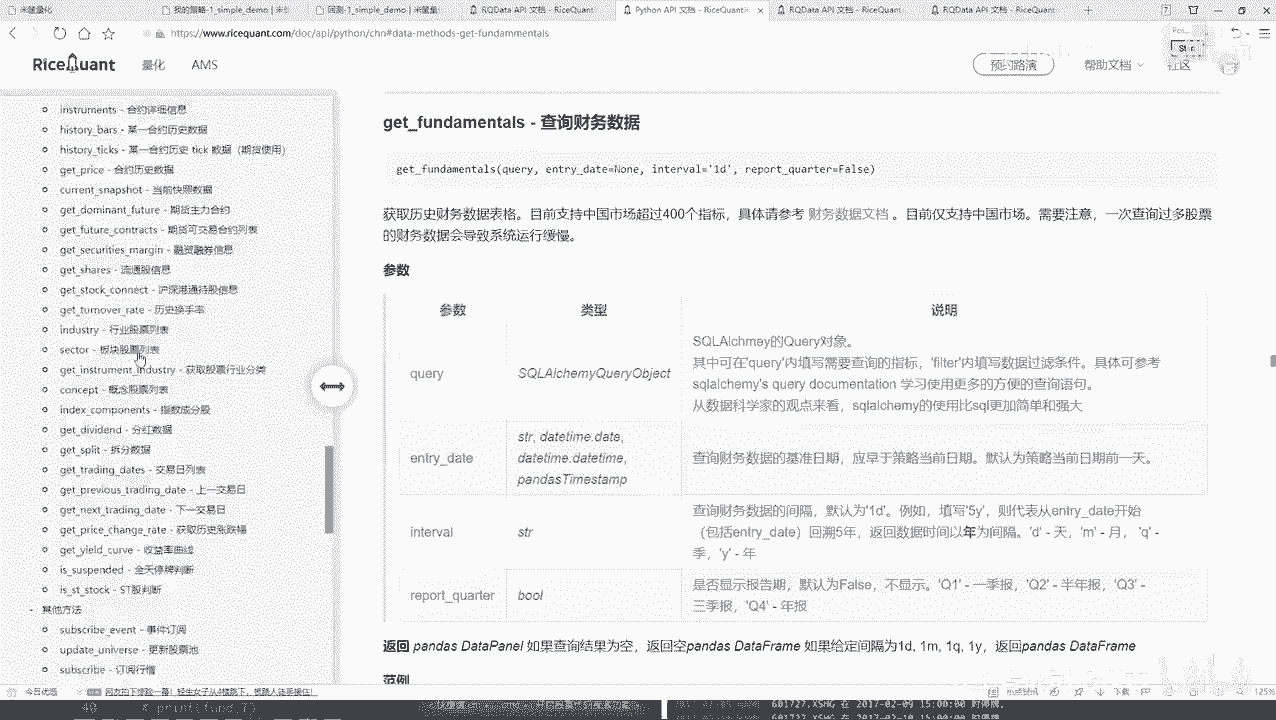 米筐量化
我的策略-1_simple_demo | 米
回测-1_simple_demo | 米筐量
RQData API 文档 - RiceQuant
Python API 文档 - RiceQuant
RQData API 文档 - RiceQuant
RQData API 文档 - RiceQuant
https://www.ricequant.com/doc/api/python/chn#data-methods-get-fundammentals
RiceQuant
量化
AMS
预约路演
帮助文档
社区
instruments - 合约详细信息
history_bars - 某一合约历史数据
history_ticks - 某一合约历史 tick 数据（期货使用）
get_price - 合约历史数据
current_snapshot - 当前快照数据
get_dominant_future - 期货主力合约
get_future_contracts - 期货可交易合约列表
get_securities_margin - 融资融券信息
get_shares - 流通股信息
get_stock_connect - 沪深港通持股信息
get_turnover_rate - 历史换手率
industry - 行业股票列表
sector - 板块股票列表
get_instrument_industry - 获取股票行业分类
concept - 概念股票列表
index_components - 指数成分股
get_dividend - 分红数据
get_split - 拆分数据
get_trading_dates - 交易日列表
get_previous_trading_date - 上一交易日
get_next_trading_date - 下一交易日
get_price_change_rate - 获取历史涨跌幅
get_yield_curve - 收益率曲线
is_suspended - 全天停牌判断
is_st_stock - ST股判断
其他方法
subscribe_event - 事件订阅
update_universe - 更新股票池
subscribe - 订阅行情
get_fundamentals - 查询财务数据
get_fundamentals(query, entry_date=None, interval='1d', report_quarter=False)
获取历史财务数据表格。目前支持中国市场超过400个指标，具体请参考 财务数据文档 。目前仅支持中国市场。需要注意，一次查询过多股票
的财务数据会导致系统运行缓慢。
参数
参数 类型 说明
query SQLAlchemyQueryObject
SQLAlchmey的Query对象。
其中可在'query'内填写需要查询的指标，'filter'内填写数据过滤条件。具体可参考
sqlalchemy's query documentation 学习使用更多的方便的查询语句。
从数据科学家的观点来看，sqlalchemy的使用比sql更加简单和强大
entry_date
str, datetime.date,
datetime.datetime,
pandasTimestamp
查询财务数据的基准日期，应早于策略当前日期。默认为策略当前日期前一天。
interval str
查询财务数据的间隔，默认为'1d'。例如，填写'5y'，则代表从entry_date开始
（包括entry_date）回溯5年，返回数据时间以年为间隔。'd' - 天，'m' - 月， 'q' -
季，'y' - 年
report_quarter bool
是否显示报告期，默认为False，不显示。'Q1' - 一季报，'Q2' - 半年报，'Q3' -
三季报，'Q4' - 年报
返回 pandas DataPanel 如果查询结果为空，返回空pandas DataFrame 如果给定间隔为1d, 1m, 1q, 1y，返回pandas DataFrame
范例
今日优选
下载
125%
601727.XSHG 在 2017-02-09 15:00:00 时停牌.